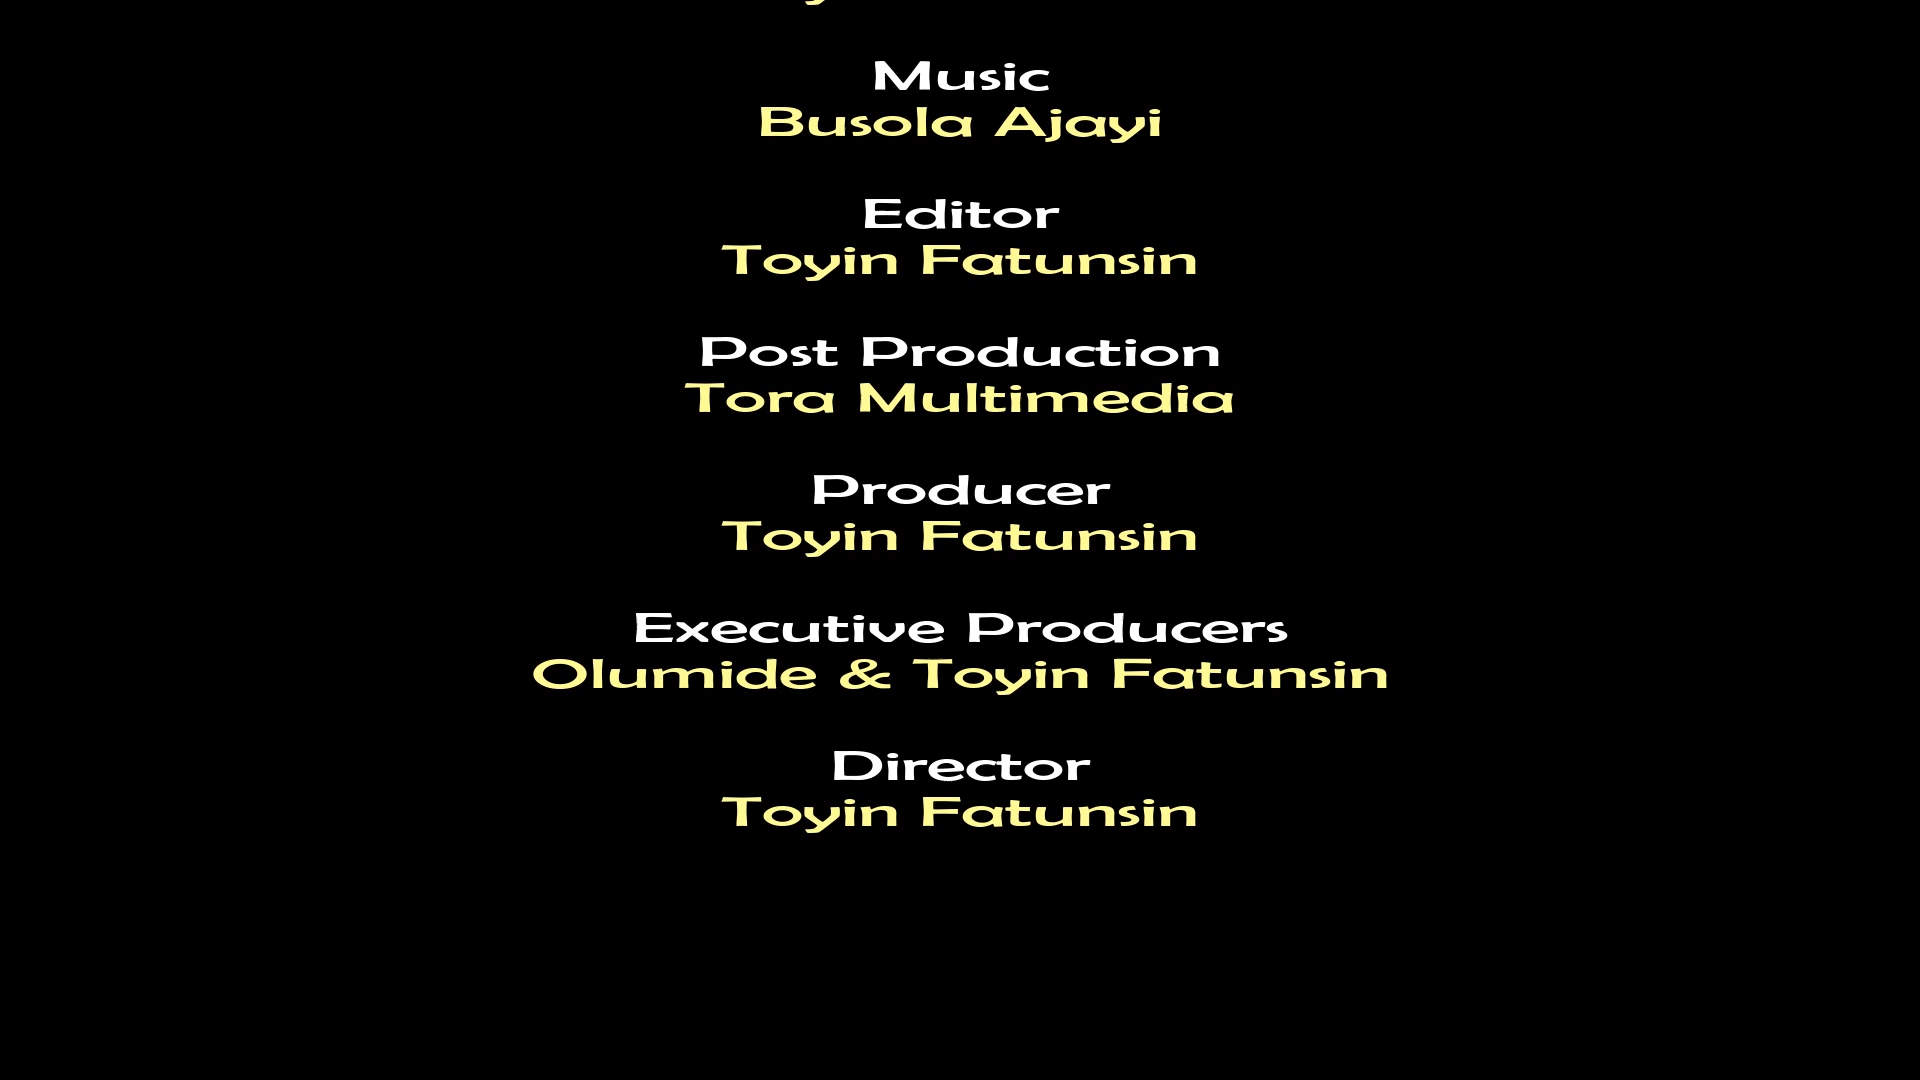 Music
Busola Ajayi
Editor
Toyin Fatunsin
Post Production
Tora Multimedia
Producer
Toyin Fatunsin
Executive Producers
Olumide & Toyin Fatunsin
Director
Toyin Fatunsin